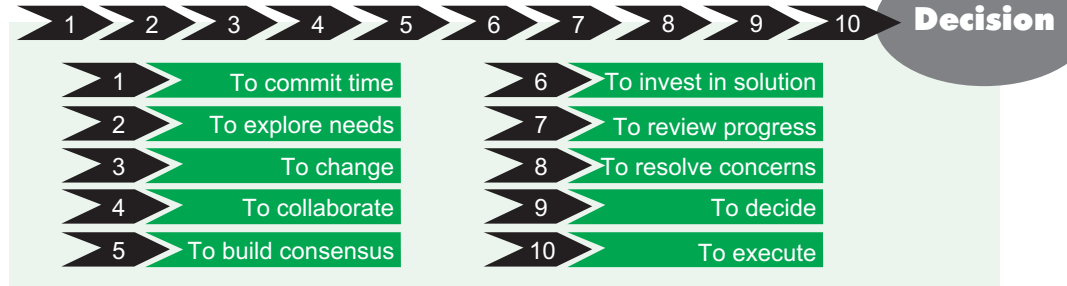 1 2 3 4 5 6 7 8 9 10 Decision
1 To commit time
2 To explore needs
3 To change
4 To collaborate
5 To build consensus
6 To invest in solution
7 To review progress
8 To resolve concerns
9 To decide
10 To execute